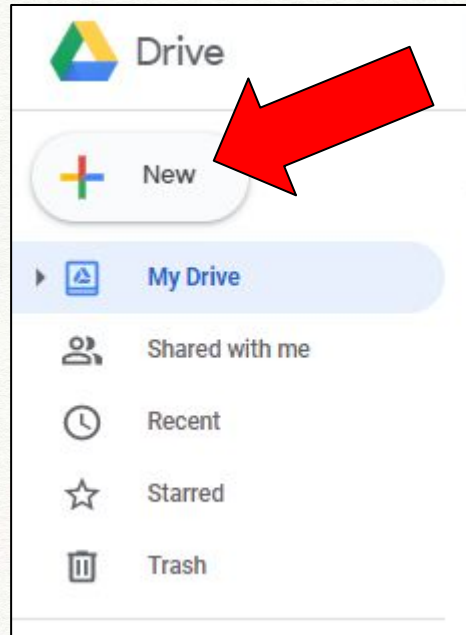 Drive
New
My Drive
Shared with me
Recent
Starred
Trash